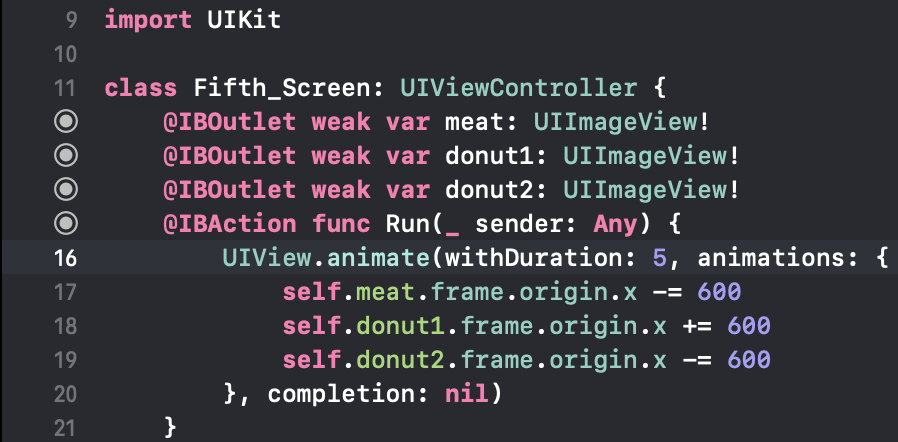 9 import UIKit
10
11 class Fifth_Screen: UIViewController {
@IBOutlet weak var meat: UIImageView!
@IBOutlet weak var donut1: UIImageView!
@IBOutlet weak var donut2: UIImageView!
@IBAction func Run(_ sender: Any) {
16 UIView.animate(withDuration: 5, animations: {
17 self.meat.frame.origin.x -= 600
18 self.donut1.frame.origin.x += 600
19 self.donut2.frame.origin.x -= 600
20 }, completion: nil)
21 }